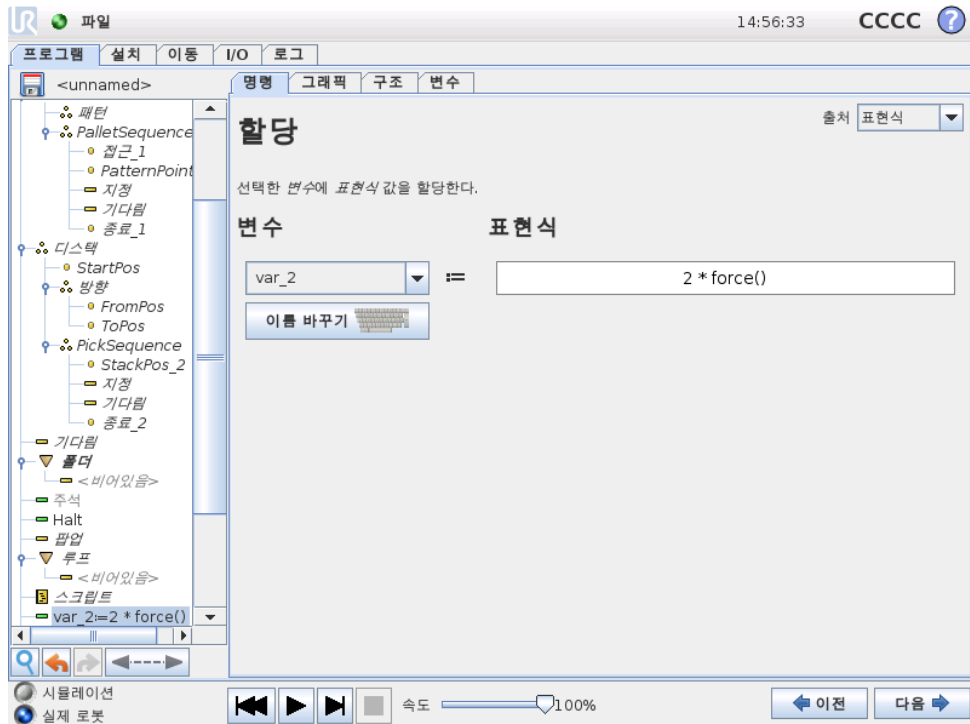 UR 파일 14:56:33 CCCC ?
프로그램 설치 이동 I/O 로그
<unnamed>
명령 그래픽 구조 변수
패턴
PalletSequence
접근_1
PatternPoint
지정
기다림
종료_1
디스택
StartPos
방향
FromPos
ToPos
PickSequence
StackPos_2
지정
기다림
종료_2
기다림
폴더
<비어있음>
주석
Halt
팝업
루프
<비어있음>
스크립트
var_2:=2 * force()
할당
출처 표현식
선택한 변수에 표현식 값을 할당한다.
변수 표현식
var_2 := 2 * force()
이름 바꾸기
시뮬레이션
실제 로봇
속도 100%
이전 다음